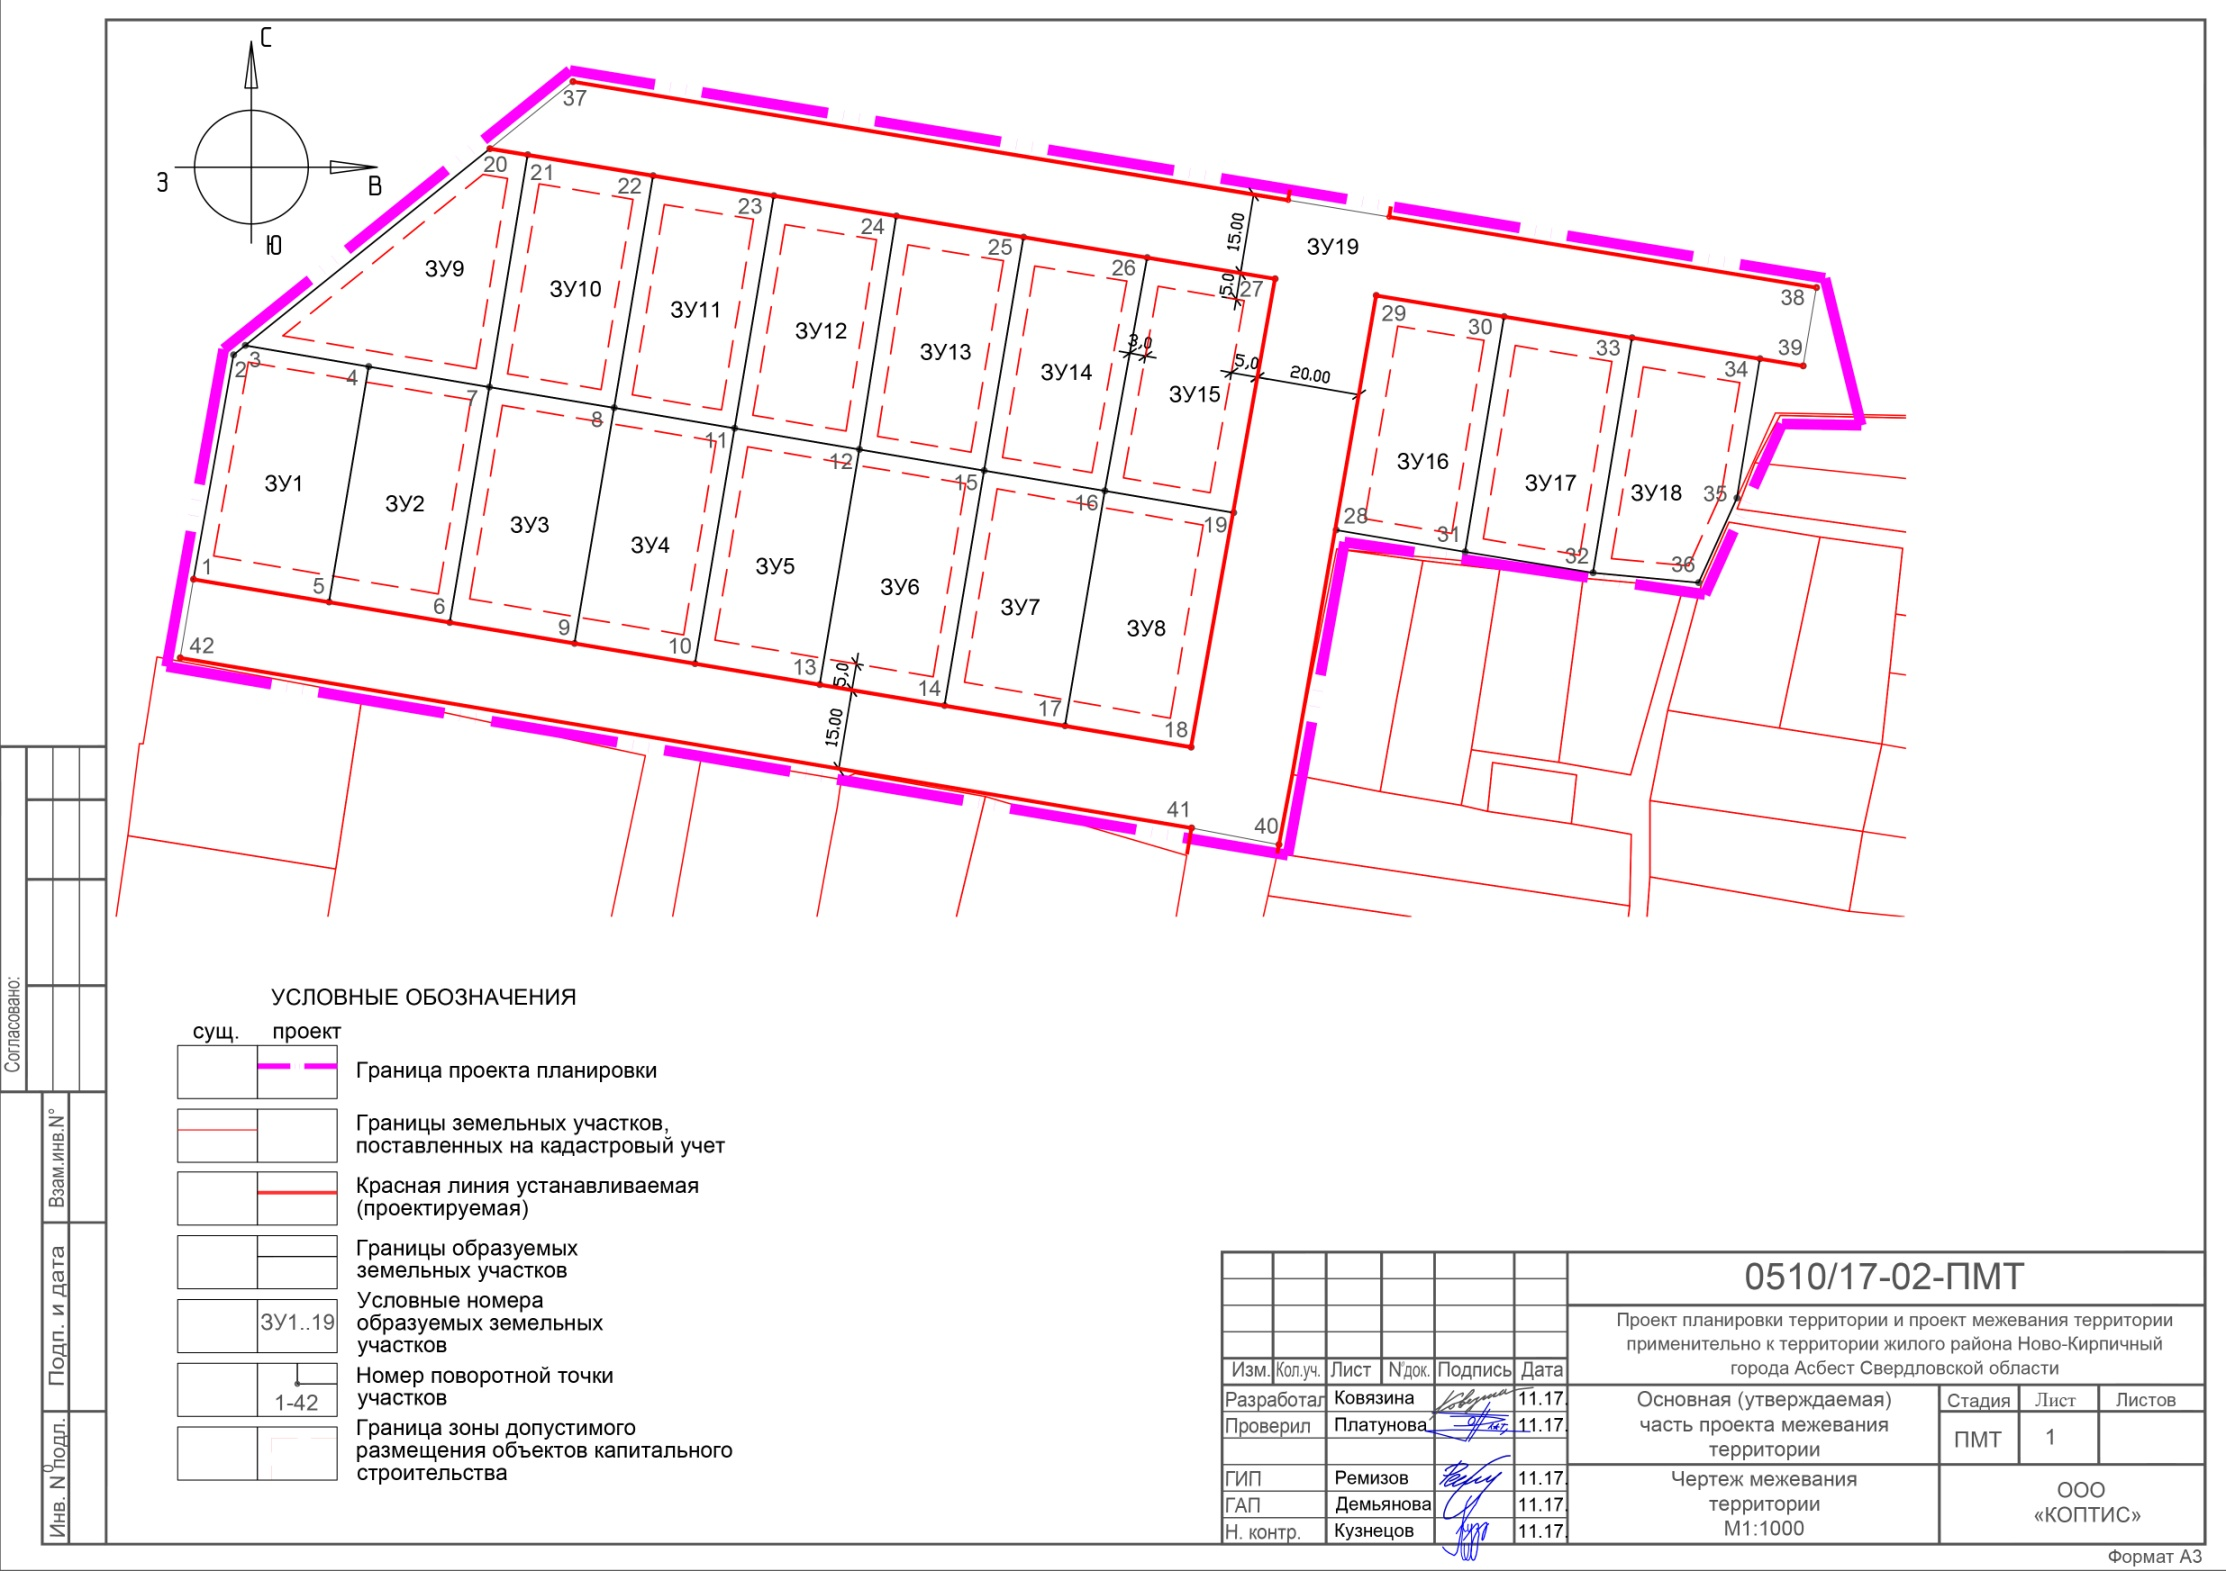 С
З
В
Ю
37
20
21
22
23
24
25
26
27
15.00
5.0
ЗУ19
38
29
30
33
34
39
ЗУ9
ЗУ10
ЗУ11
ЗУ12
ЗУ13
ЗУ14
ЗУ15
3,0
5,0
20.00
2
3
4
7
8
11
12
15
16
19
ЗУ16
ЗУ17
ЗУ18
35
28
31
32
36
ЗУ1
ЗУ2
ЗУ3
ЗУ4
ЗУ5
ЗУ6
ЗУ7
ЗУ8
1
5
6
9
10
13
14
17
18
5,0
15.00
42
41
40
УСЛОВНЫЕ ОБОЗНАЧЕНИЯ
сущ. проект
Граница проекта планировки
Границы земельных участков,
поставленных на кадастровый учет
Красная линия устанавливаемая
(проектируемая)
Границы образуемых
земельных участков
ЗУ1..19
Условные номера
образуемых земельных
участков
1-42
Номер поворотной точки
участков
Граница зоны допустимого
размещения объектов капитального
строительства
Согласовано:
Взам.инв.N°
Подп. и дата
Инв. N°подл.
0510/17-02-ПМТ
Проект планировки территории и проект межевания территории
применительно к территории жилого района Ново-Кирпичный
города Асбест Свердловской области
Изм. Кол.уч. Лист N°док. Подпись Дата
Разработал Ковязина 11.17.
Проверил Платунова 11.17.
ГИП Ремизов 11.17.
ГАП Демьянова 11.17.
Н. контр. Кузнецов 11.17.
Основная (утверждаемая)
часть проекта межевания
территории
Стадия Лист Листов
ПМТ 1
Чертеж межевания
территории
М1:1000
ООО
«КОПТИС»
Формат А3